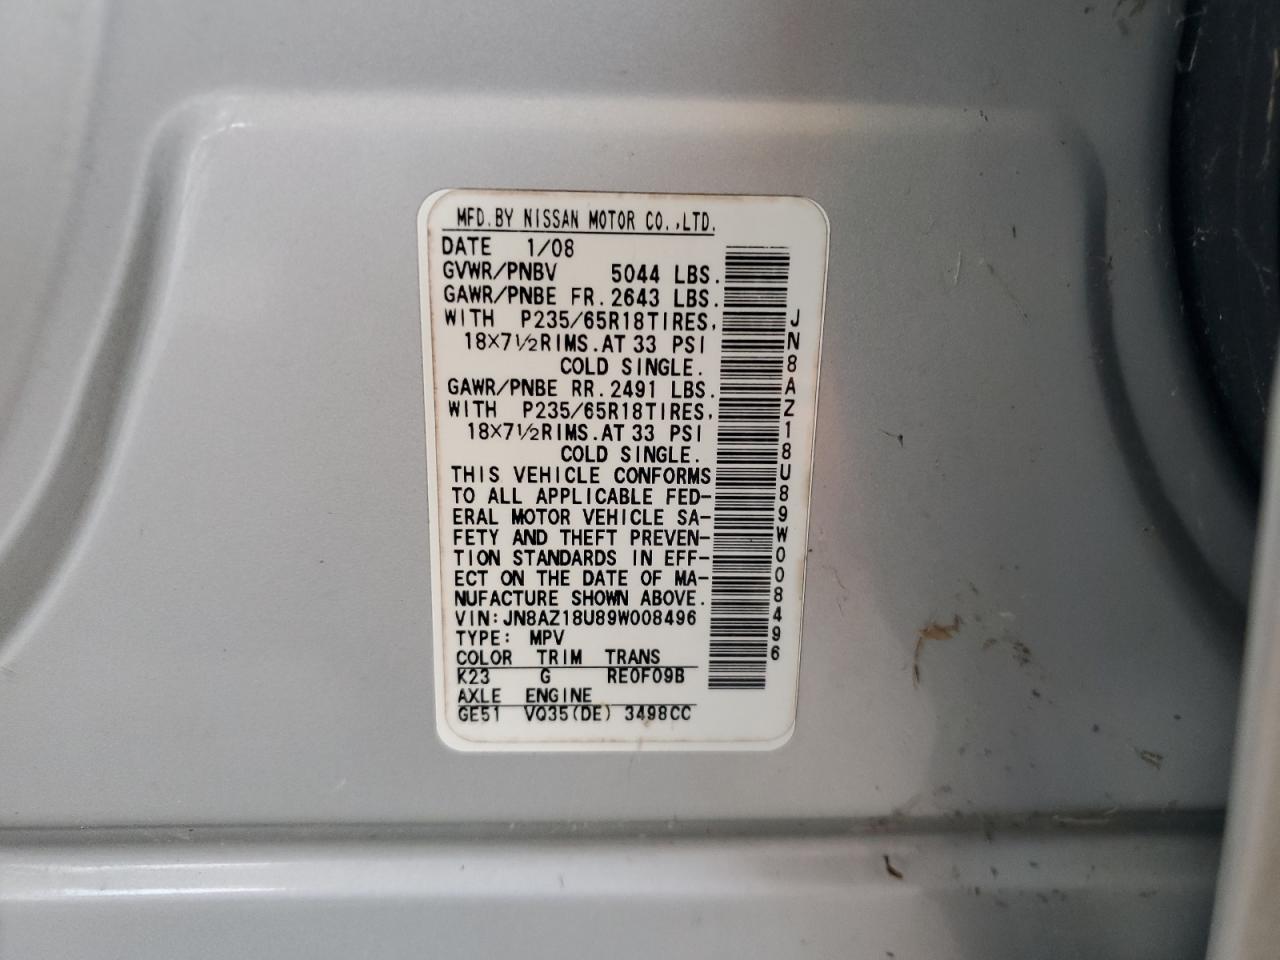 MFD.BY NISSAN MOTOR CO.,LTD.
DATE 1/08
GVWR/PNBV 5044 LBS.
GAWR/PNBE FR. 2643 LBS.
WITH P235/65R18TIRES,
18×7½RIMS.AT 33 PSI
COLD SINGLE.
GAWR/PNBE RR. 2491 LBS.
WITH P235/65R18TIRES,
18×7½RIMS.AT 33 PSI
COLD SINGLE.
THIS VEHICLE CONFORMS
TO ALL APPLICABLE FED-
ERAL MOTOR VEHICLE SA-
FETY AND THEFT PREVEN-
TION STANDARDS IN EFF-
ECT ON THE DATE OF MA-
NUFACTURE SHOWN ABOVE.
VIN:JN8AZ18U89W008496
TYPE: MPV
COLOR TRIM TRANS
K23 G RE0F09B
AXLE ENGINE
GE51 VQ35(DE) 3498CC
JN8AZ18U89W008496